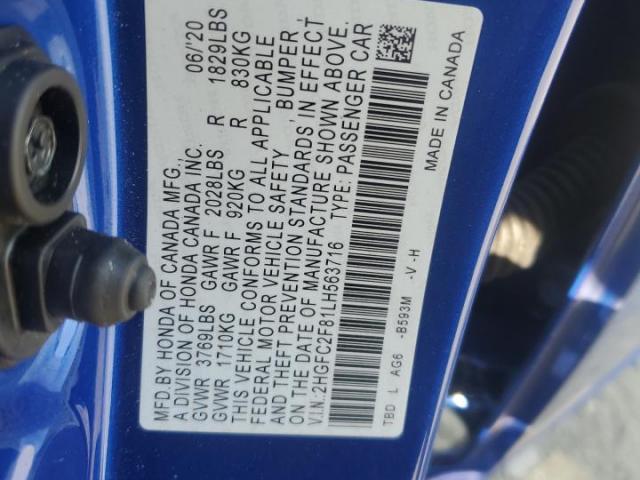 MFD.BY HONDA OF CANADA MFG., 06/'20
A DIVISION OF HONDA CANADA INC.
GVWR 3769LBS GAWR F 2028LBS R 1829LBS
GVWR 1710KG GAWR F 920KG R 830KG
THIS VEHICLE CONFORMS TO ALL APPLICABLE
FEDERAL MOTOR VEHICLE SAFETY, BUMPER,
THEFT PREVENTION STANDARDS, IN EFFECT
ON THE DATE OF MANUFACTURE SHOWN ABOVE.
V.I.N.:2HGFC2F81LH563716 TYPE: PASSENGER CAR
TBD L AG6 -B593M -V -H MADE IN CANADA